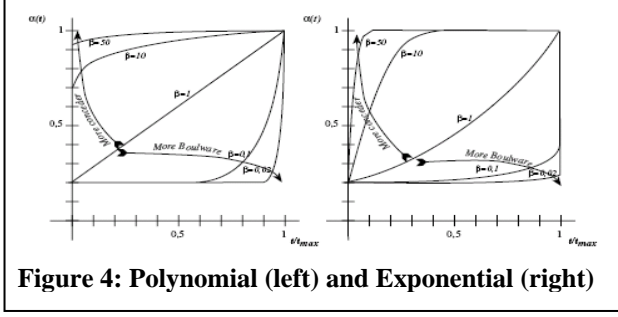 α(t)
1
β=50
β=10
More conceder
β=1
0,5
More Boulware
β=0,1
β=0,02
0,5
1
t/tmax
α(t)
1
β=50
β=10
More conceder
β=1
0,5
More Boulware
β=0,1
β=0,02
0,5
1
t/tmax
Figure 4: Polynomial (left) and Exponential (right)